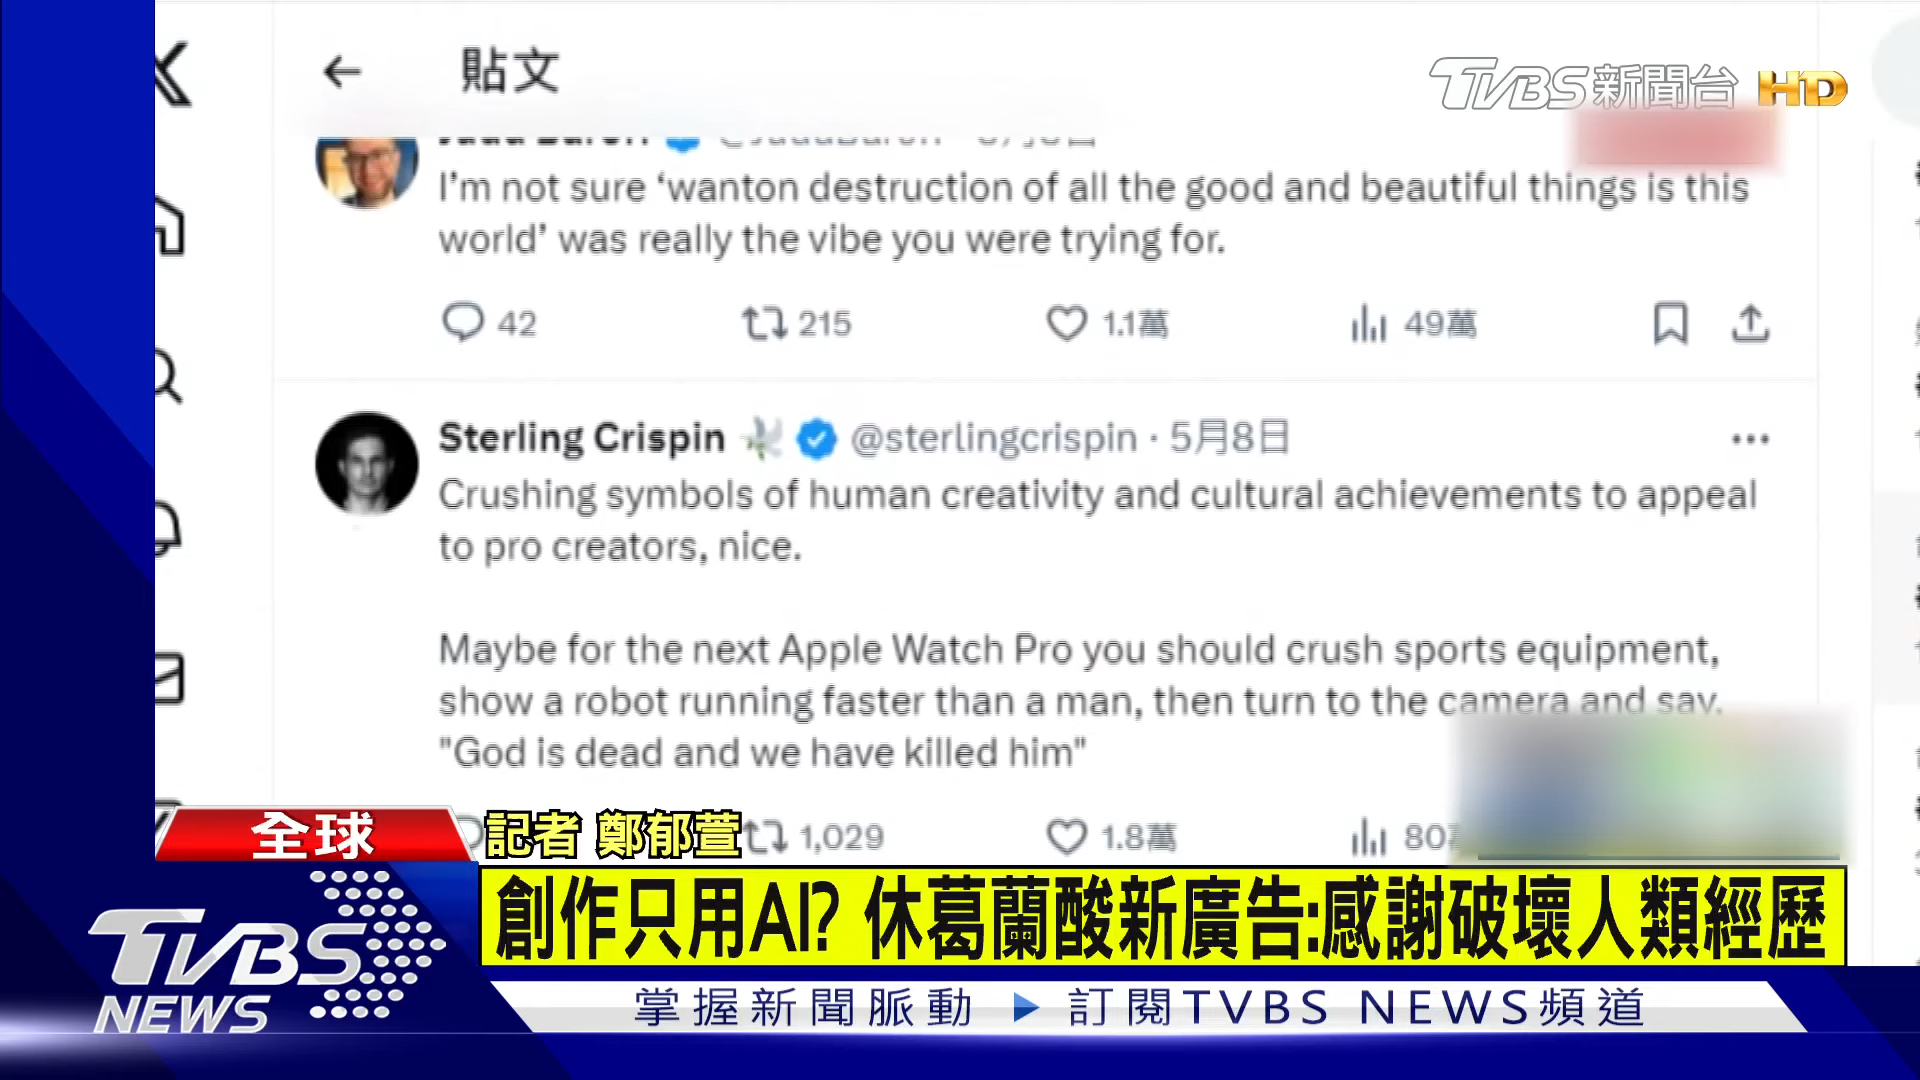 貼文
TVBS新聞台 HD
I'm not sure ‘wanton destruction of all the good and beautiful things is this
world’ was really the vibe you were trying for.
42 215 1.1萬 49萬
Sterling Crispin @sterlingcrispin · 5月8日
Crushing symbols of human creativity and cultural achievements to appeal
to pro creators, nice.
Maybe for the next Apple Watch Pro you should crush sports equipment,
show a robot running faster than a man, then turn to the camera and say.
"God is dead and we have killed him"
1,029 1.8萬
全球
記者 鄭郁萱
創作只用AI? 休葛蘭酸新廣告:感謝破壞人類經歷
TVBS
NEWS
掌握新聞脈動 ▶ 訂閱TVBS NEWS頻道